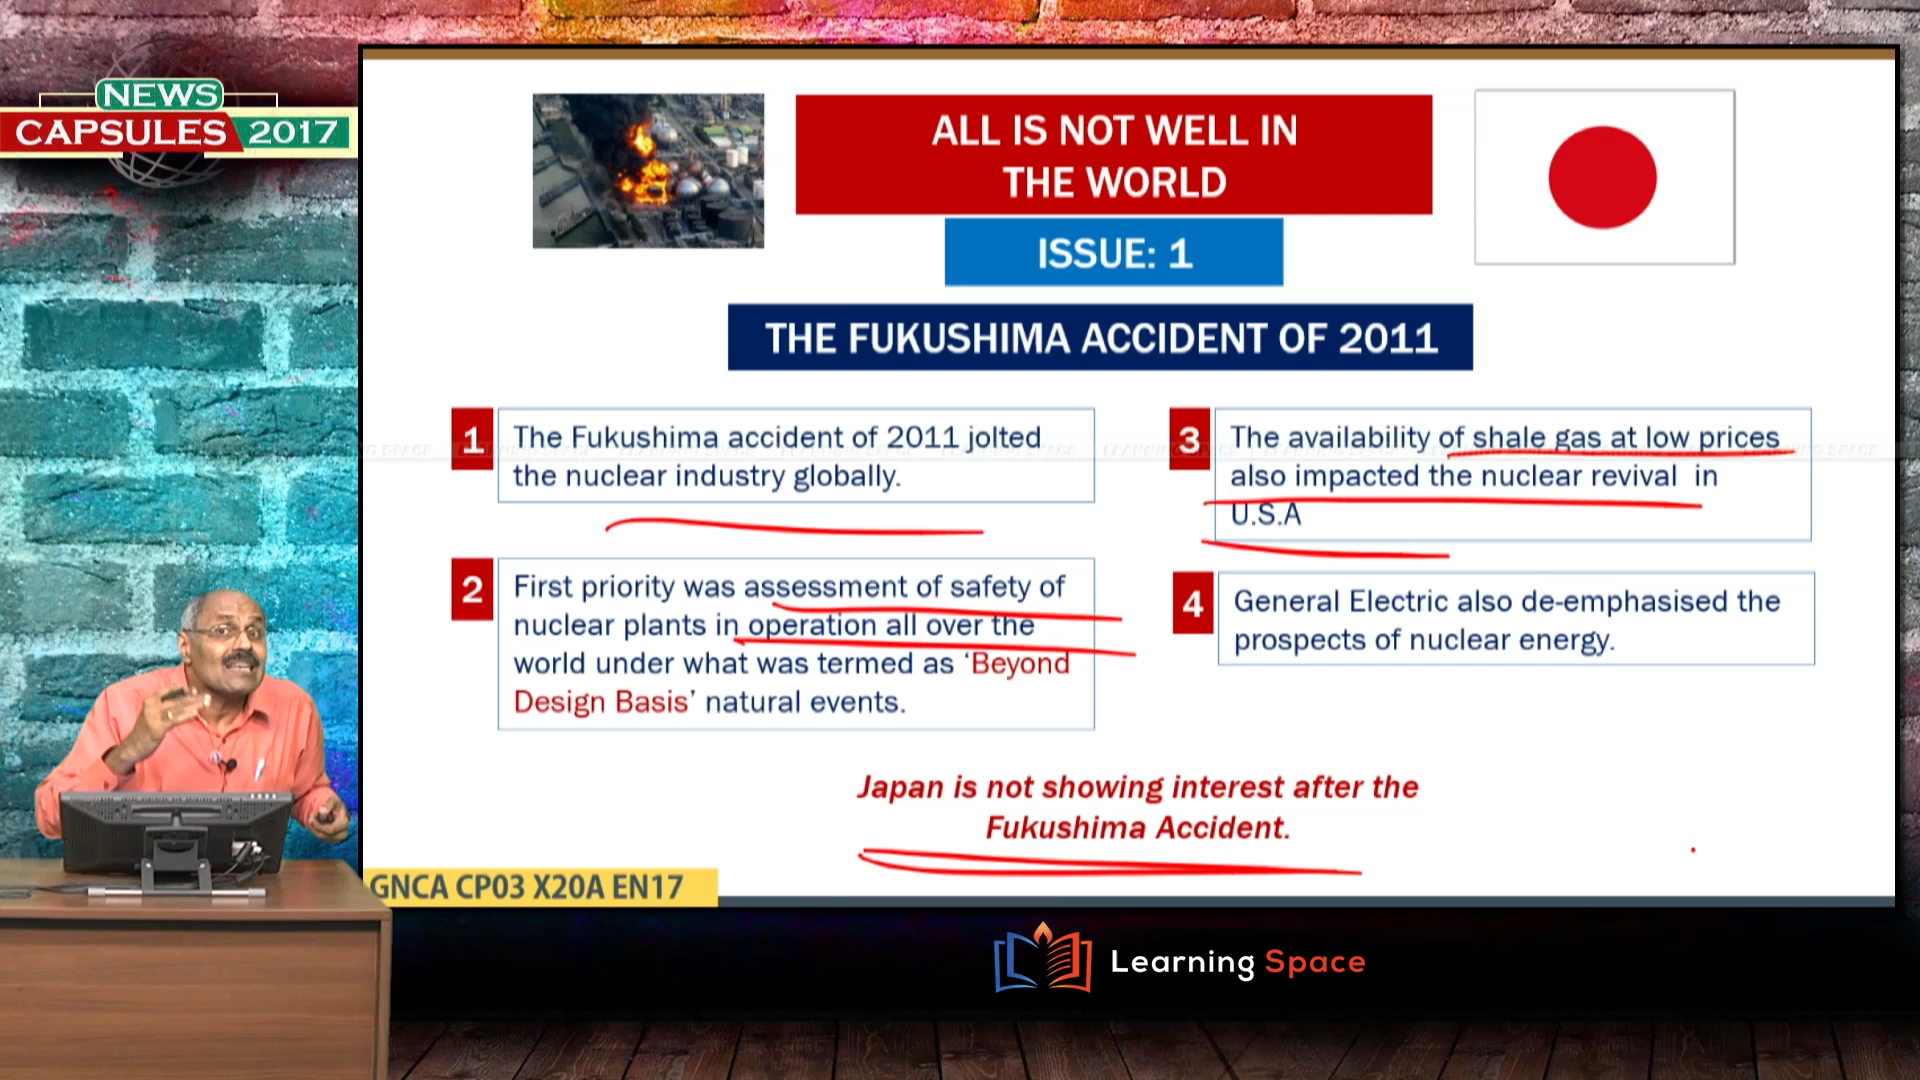 NEWS
CAPSULES 2017
ALL IS NOT WELL IN
THE WORLD
ISSUE: 1
THE FUKUSHIMA ACCIDENT OF 2011
1
The Fukushima accident of 2011 jolted
the nuclear industry globally.
2
First priority was assessment of safety of
nuclear plants in operation all over the
world under what was termed as ‘Beyond
Design Basis’ natural events.
3
The availability of shale gas at low prices
also impacted the nuclear revival in
U.S.A
4
General Electric also de-emphasised the
prospects of nuclear energy.
Japan is not showing interest after the
Fukushima Accident.
GNCA CP03 X20A EN17
Learning Space